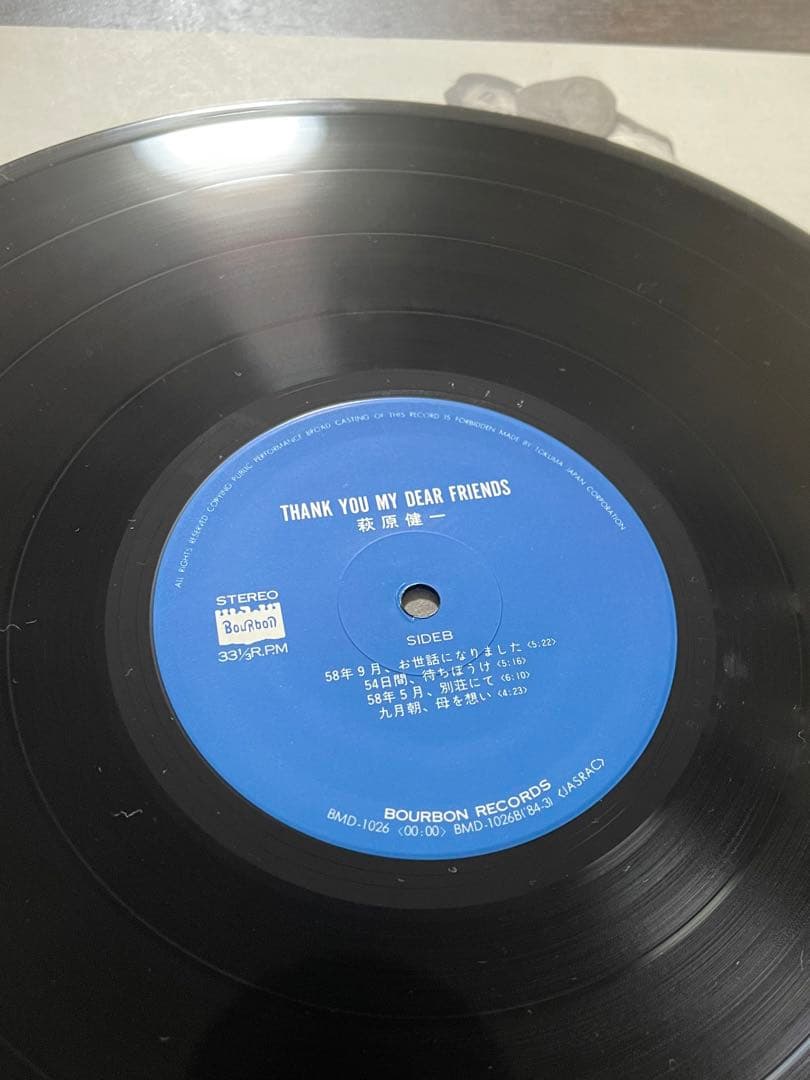 ALL RIGHTS RESERVED COPYING PUBLIC PERFORMANCE BROAD CASTING OF THIS RECORD IS FORBIDDEN MADE BY TOKUMA JAPAN CORPORATION
THANK YOU MY DEAR FRIENDS
萩原健一
STEREO
BouRbon
33⅓R.P.M
SIDEB
58年9月、お世話になりました〈5:22〉
54日間、待ちぼうけ〈5:16〉
58年5月、別荘にて〈6:10〉
九月朝、母を想い〈4:23〉
BOURBON RECORDS
BMD-1026 〈00:00〉 BMD-1026B('84.3) 〈JASRAC〉